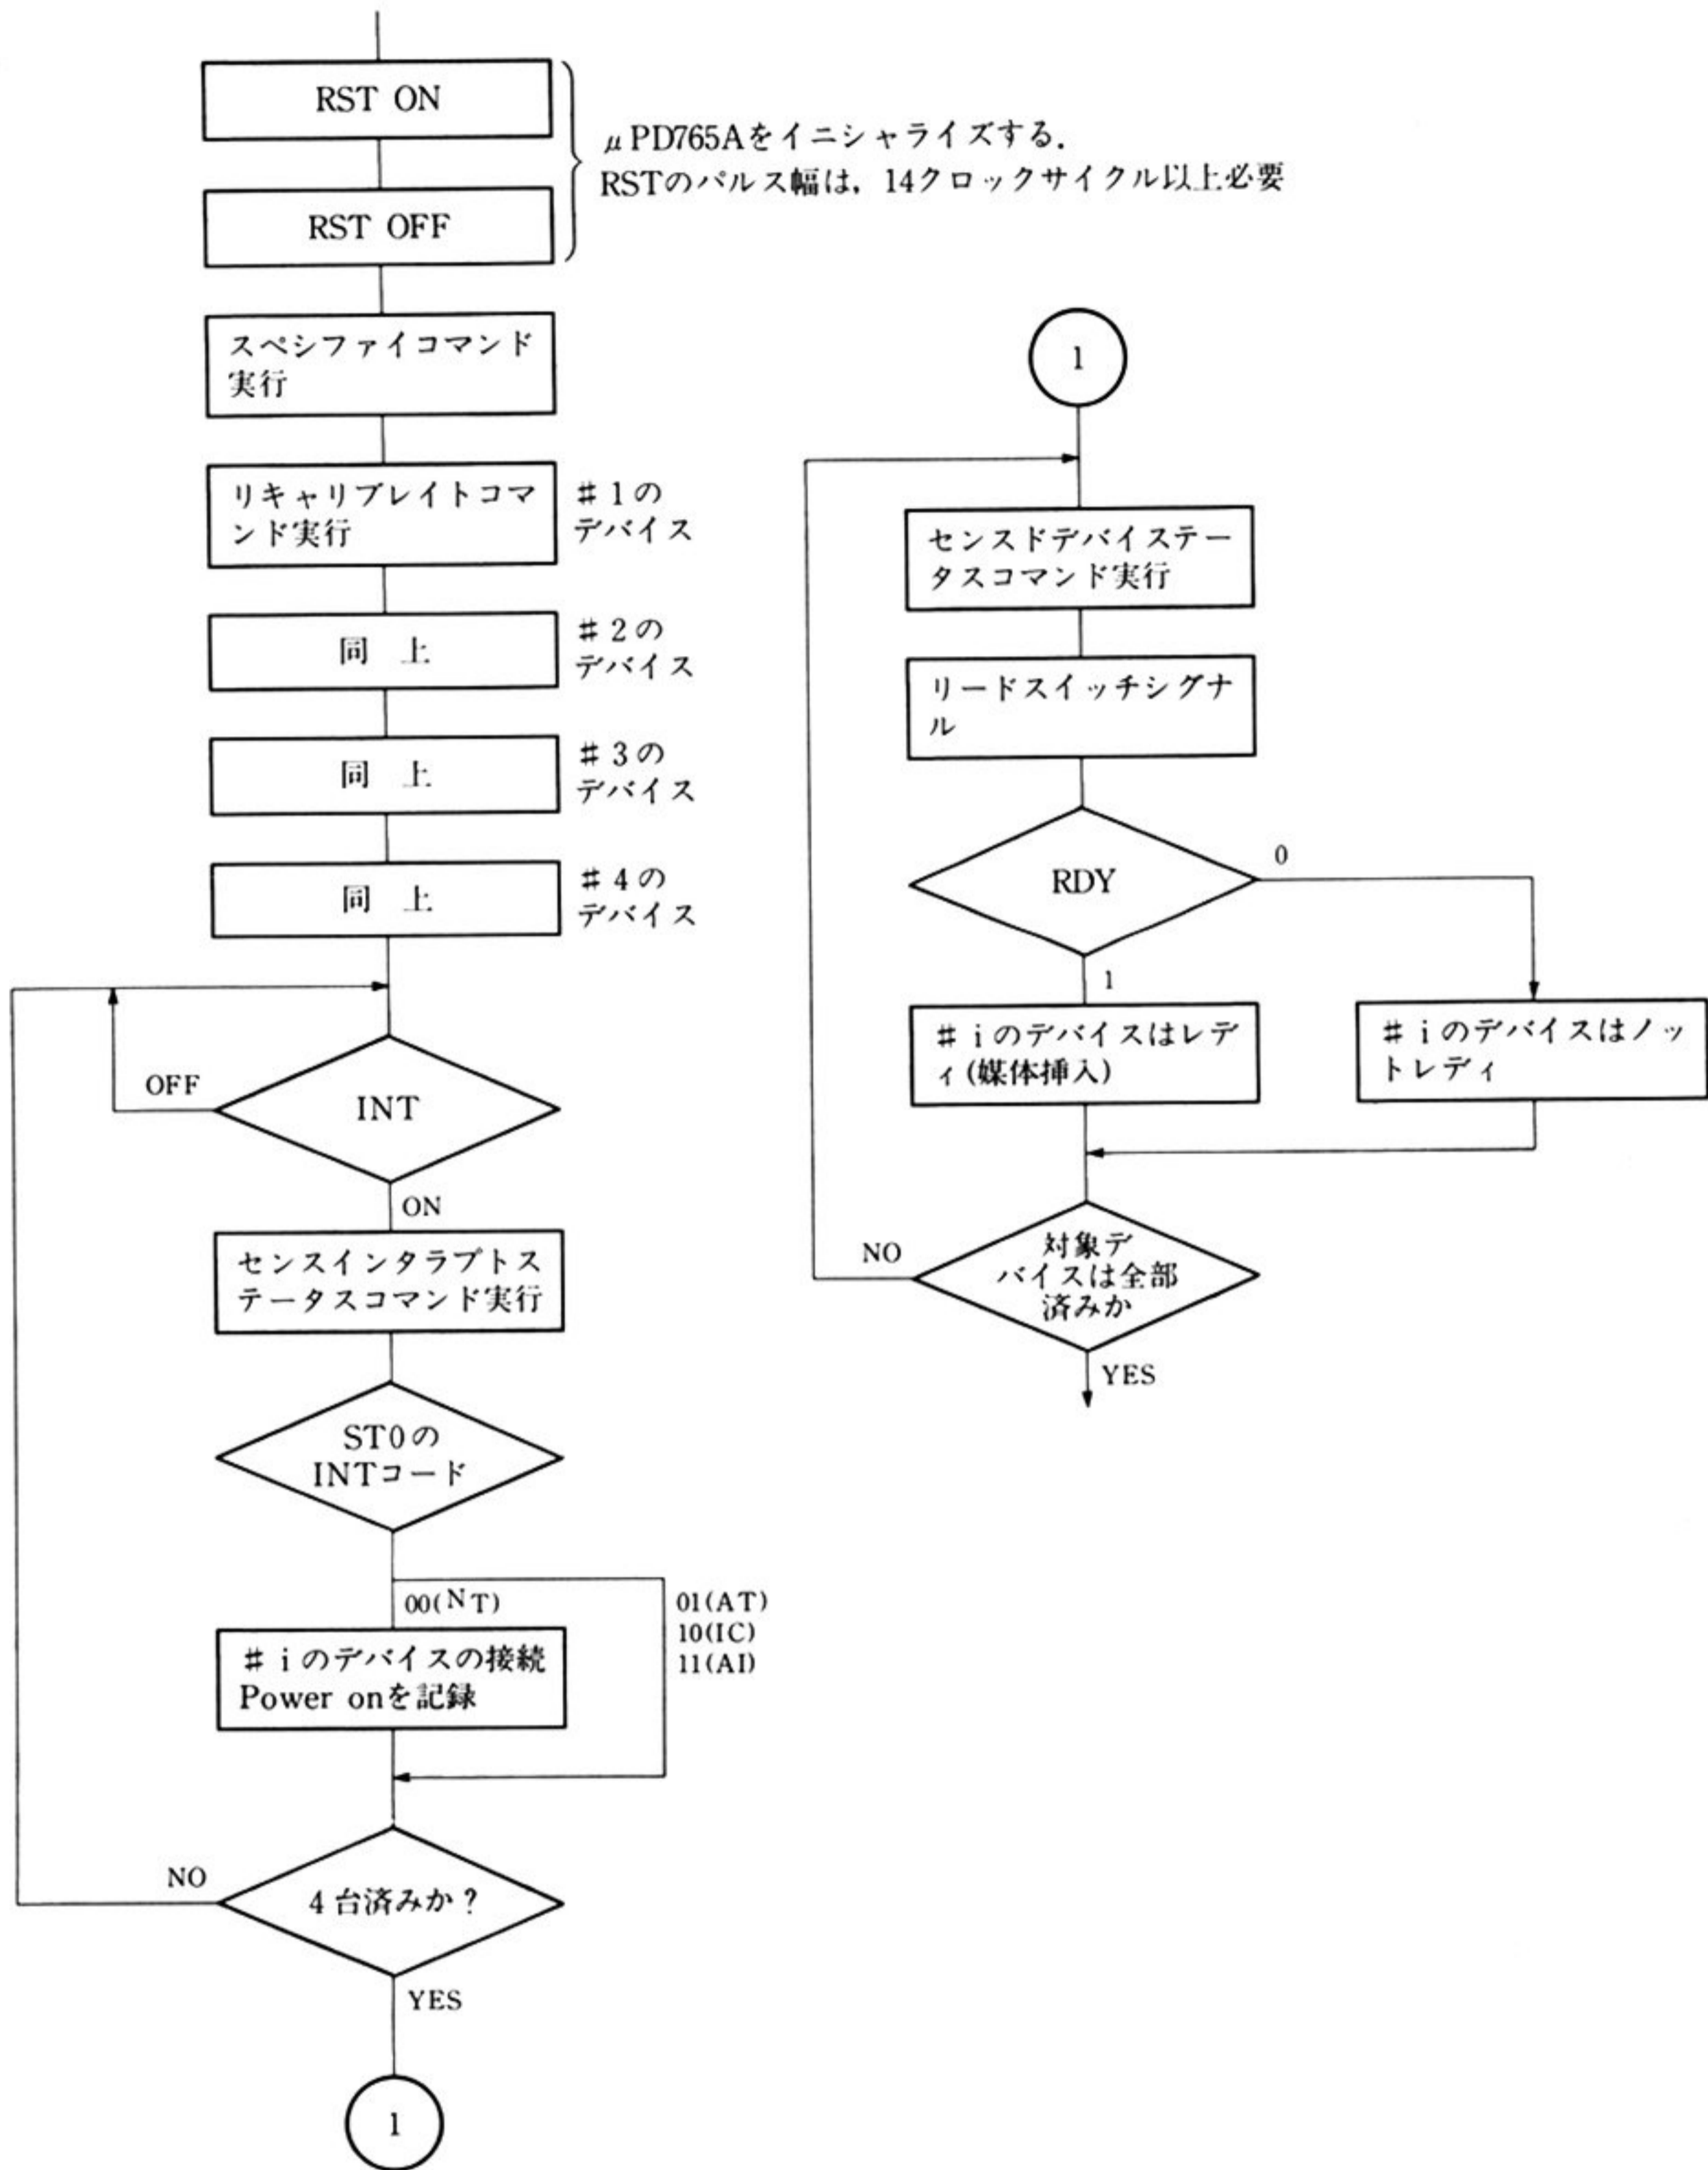 RST ON
μPD765Aをイニシャライズする.
RSTのパルス幅は,14クロックサイクル以上必要
RST OFF
スペシファイコマンド
実行
リキャリブレイトコマ
ンド実行
#1の
デバイス
同 上
#2の
デバイス
同 上
#3の
デバイス
同 上
#4の
デバイス
OFF
INT
ON
センスインタラプトス
テータスコマンド実行
ST0の
INTコード
00(NT)
01(AT)
10(IC)
11(AI)
#iのデバイスの接続
Power onを記録
NO
4台済みか?
YES
1
1
センスドデバイステー
タスコマンド実行
リードスイッチシグナ
ル
RDY
0
1
#iのデバイスはレデ
ィ(媒体挿入)
#iのデバイスはノッ
トレディ
NO
対象デ
バイスは全部
済みか
YES